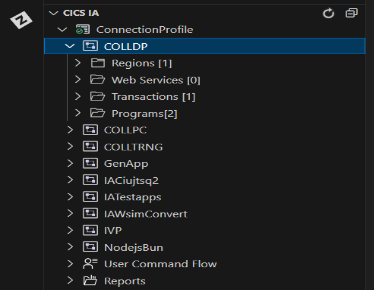 CICS IA
ConnectionProfile
COLLDP
Regions [1]
Web Services [0]
Transactions [1]
Programs[2]
COLLPC
COLLTRNG
GenApp
IACiujtsq2
IATestapps
IAWsimConvert
IVP
NodejsBun
User Command Flow
Reports